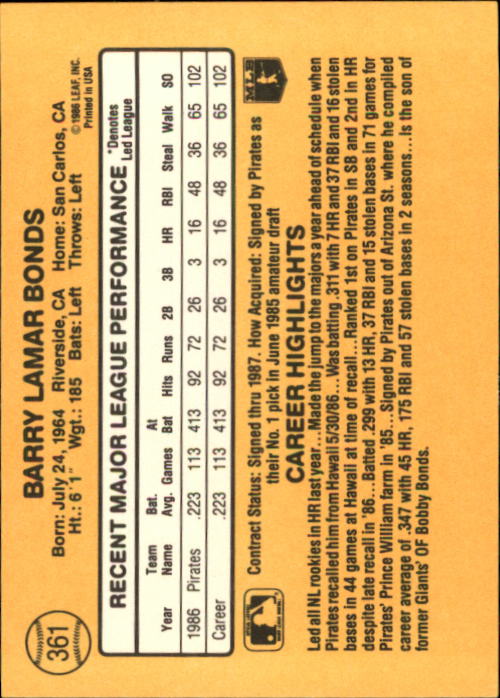 361
BARRY LAMAR BONDS
Born: July 24, 1964 Riverside, CA Home: San Carlos, CA
Ht.: 6' 1" Wgt.: 185 Bats: Left Throws: Left
© 1986 LEAF, INC.
Printed in USA
RECENT MAJOR LEAGUE PERFORMANCE *Denotes Led League
Year Team Name Bat. Avg. Games At Bat Hits Runs 2B 3B HR RBI Steal Walk SO
1986 Pirates .223 113 413 92 72 26 3 16 48 36 65 102
Career .223 113 413 92 72 26 3 16 48 36 65 102
Contract Status: Signed thru 1987. How Acquired: Signed by Pirates as
their No. 1 pick in June 1985 amateur draft
MLB
CAREER HIGHLIGHTS
Led all NL rookies in HR last year...Made the jump to the majors a year ahead of schedule when
Pirates recalled him from Hawaii 5/30/86...Was batting .311 with 7 HR and 37 RBI and 16 stolen
bases in 44 games at Hawaii at time of recall...Ranked 1st on Pirates in SB and 2nd in HR
despite late recall in '86...Batted .299 with 13 HR, 37 RBI and 15 stolen bases in 71 games for
Pirates' Prince William farm in '85...Signed by Pirates out of Arizona St. where he compiled
career average of .347 with 45 HR, 175 RBI and 57 stolen bases in 2 seasons....Is the son of
former Giants' OF Bobby Bonds.